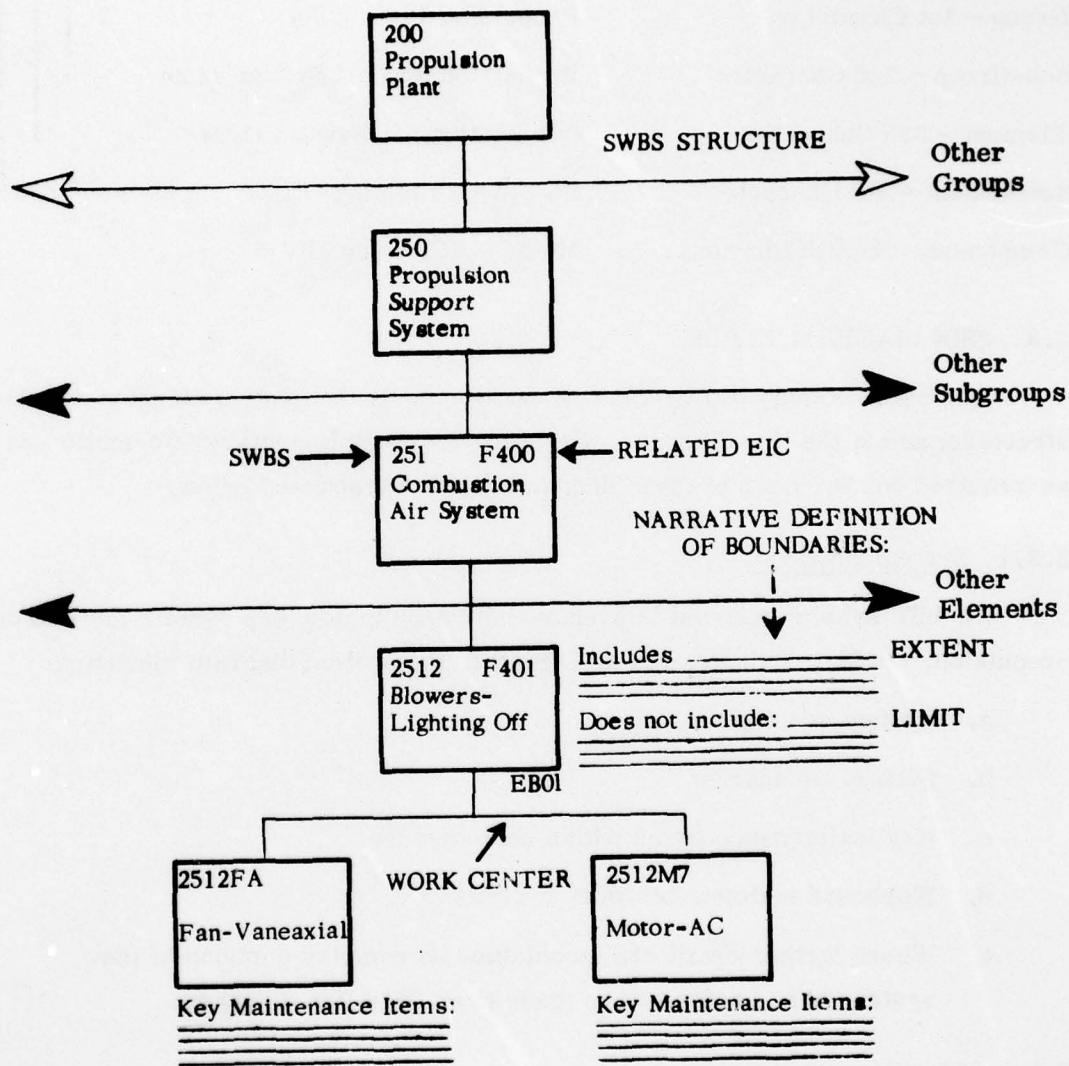 200
Propulsion
Plant
SWBS STRUCTURE
Other
Groups
250
Propulsion
Support
System
Other
Subgroups
SWBS
251 F400
Combustion
Air System
RELATED EIC
NARRATIVE DEFINITION
OF BOUNDARIES:
Other
Elements
2512 F401
Blowers-
Lighting Off
Includes
EXTENT
Does not include:
LIMIT
EB01
WORK CENTER
2512FA
Fan-Vaneaxial
2512M7
Motor-AC
Key Maintenance Items:
Key Maintenance Items: